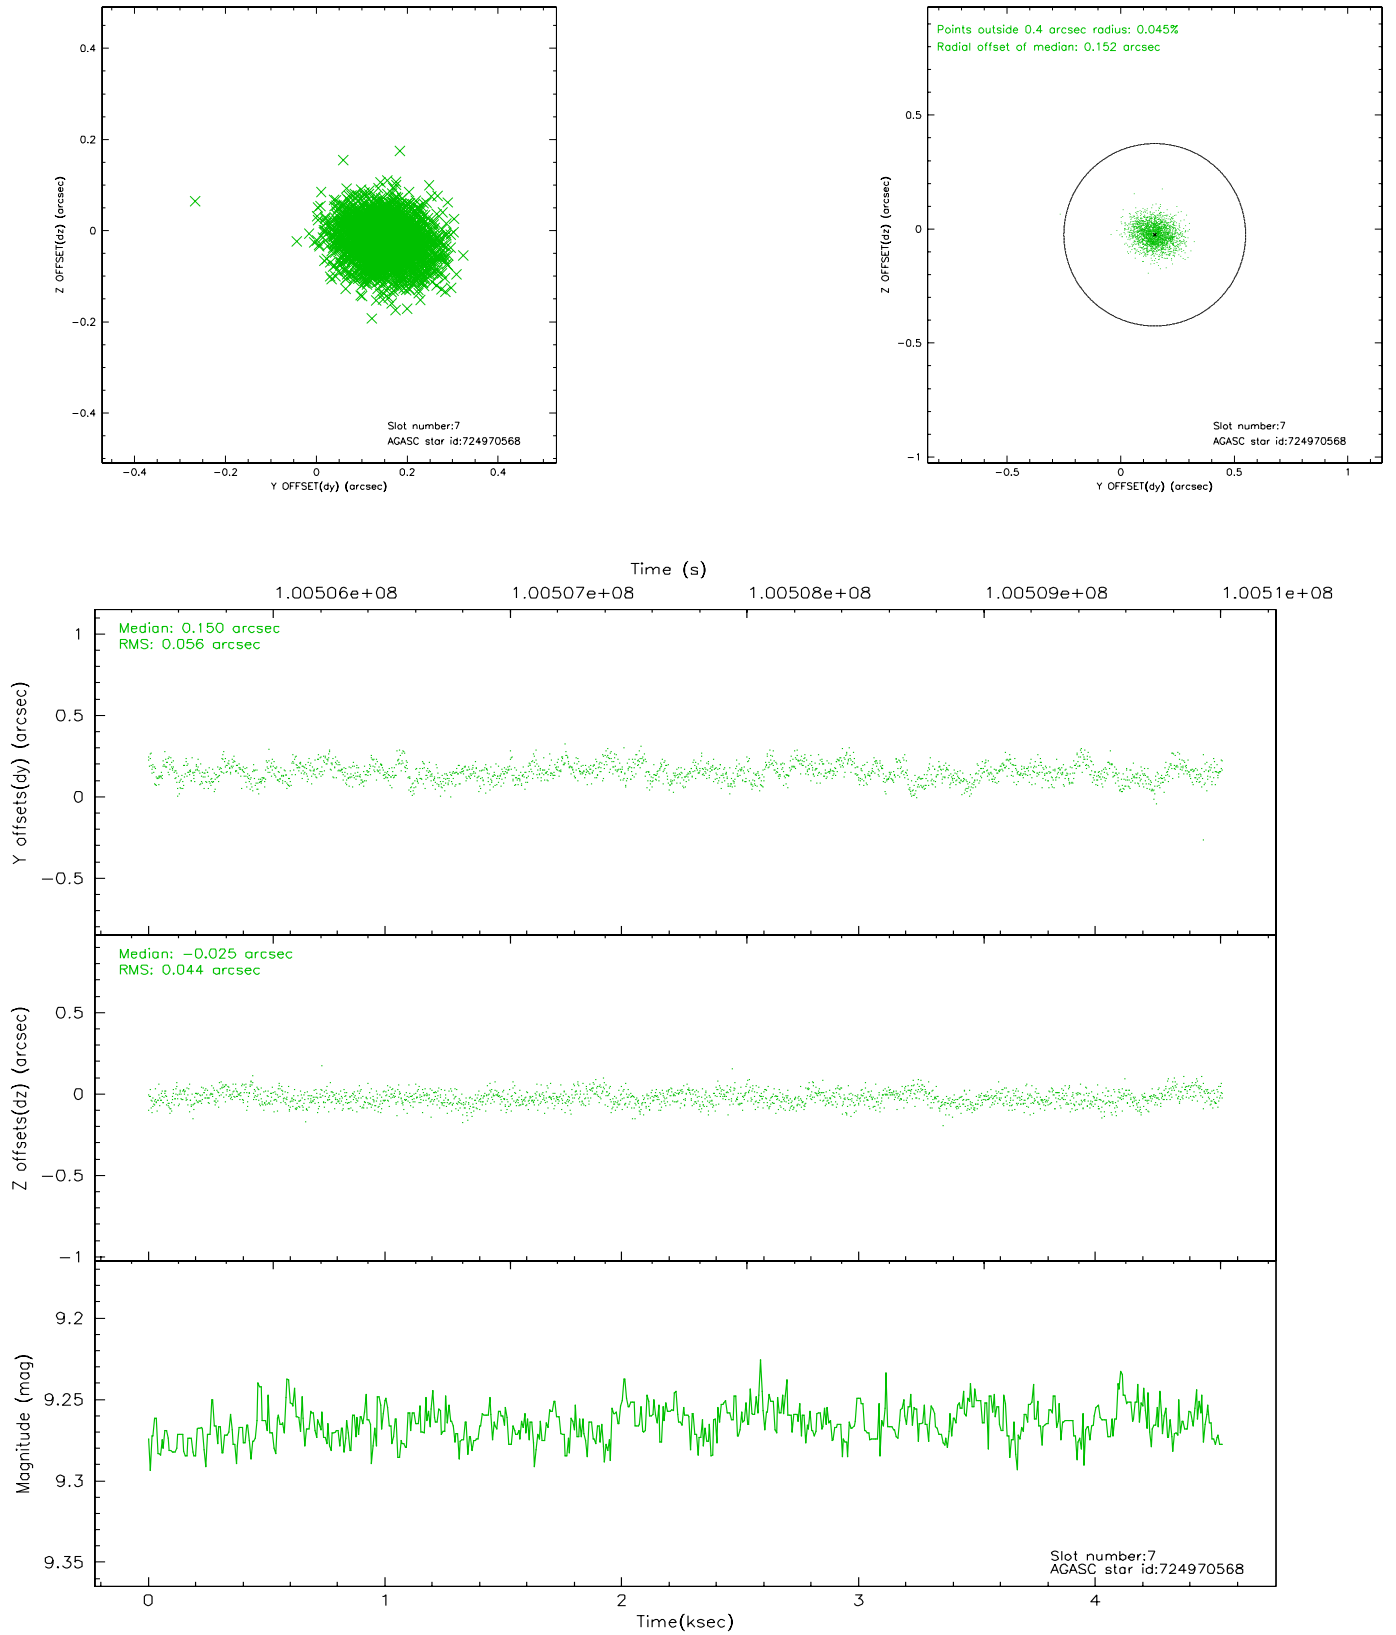 0.4
0.2
0
−0.2
−0.4
Z OFFSET(dz) (arcsec)
Slot number:7
AGASC star id:724970568
−0.4 −0.2 0 0.2 0.4
Y OFFSET(dy) (arcsec)
Points outside 0.4 arcsec radius: 0.045%
Radial offset of median: 0.152 arcsec
0.5
0
−0.5
−1
Z OFFSET(dz) (arcsec)
Slot number:7
AGASC star id:724970568
−0.5 0 0.5 1
Y OFFSET(dy) (arcsec)
Time (s)
1.00506e+08 1.00507e+08 1.00508e+08 1.00509e+08 1.0051e+08
Median: 0.150 arcsec
RMS: 0.056 arcsec
1
0.5
0
−0.5
Y offsets(dy) (arcsec)
Median: −0.025 arcsec
RMS: 0.044 arcsec
0.5
0
−0.5
−1
Z offsets(dz) (arcsec)
9.2
9.25
9.3
9.35
Magnitude (mag)
Slot number:7
AGASC star id:724970568
0 1 2 3 4
Time(ksec)